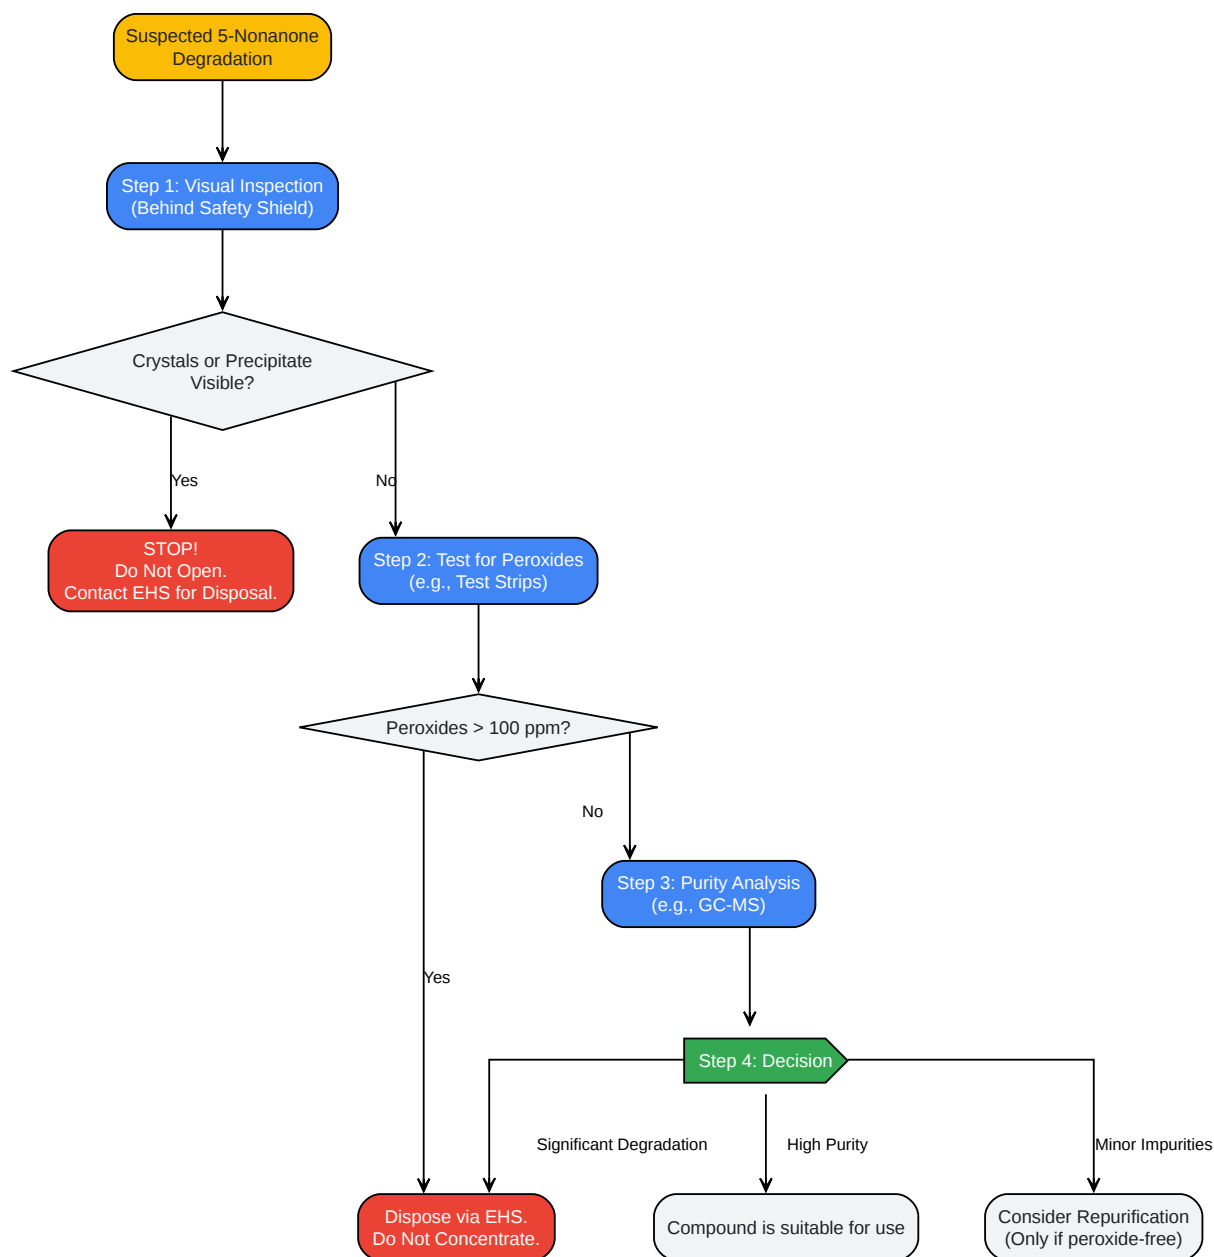 Suspected 5-Nonanone
Degradation
Step 1: Visual Inspection
(Behind Safety Shield)
Crystals or Precipitate
Visible?
Yes
No
STOP!
Do Not Open.
Contact EHS for Disposal.
Step 2: Test for Peroxides
(e.g., Test Strips)
Peroxides > 100 ppm?
No
Step 3: Purity Analysis
(e.g., GC-MS)
Yes
Step 4: Decision
Significant Degradation
High Purity
Minor Impurities
Dispose via EHS.
Do Not Concentrate.
Compound is suitable for use
Consider Repurification
(Only if peroxide-free)